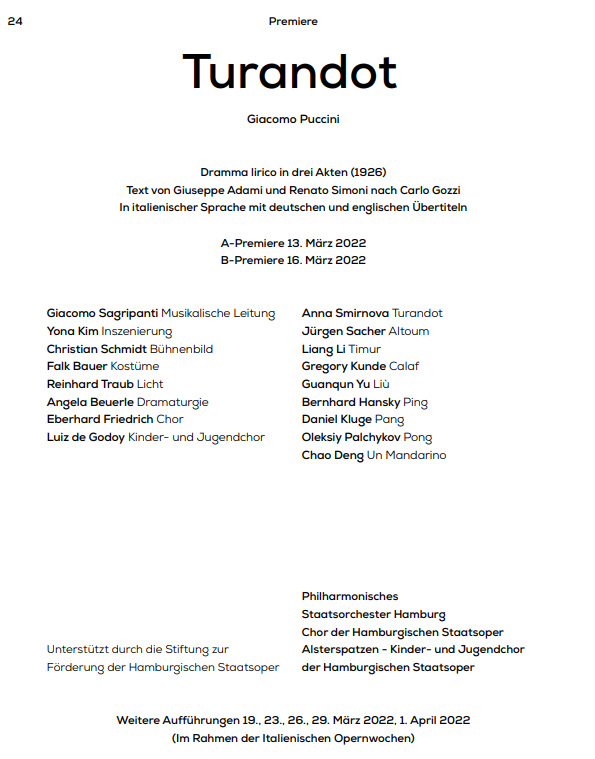 24
Premiere
Turandot
Giacomo Puccini
Dramma lirico in drei Akten (1926)
Text von Giuseppe Adami und Renato Simoni nach Carlo Gozzi
In italienischer Sprache mit deutschen und englischen Übertiteln
A-Premiere 13. März 2022
B-Premiere 16. März 2022
Giacomo Sagripanti Musikalische Leitung
Yona Kim Inszenierung
Christian Schmidt Bühnenbild
Falk Bauer Kostüme
Reinhard Traub Licht
Angela Beuerle Dramaturgie
Eberhard Friedrich Chor
Luiz de Godoy Kinder- und Jugendchor
Anna Smirnova Turandot
Jürgen Sacher Altoum
Liang Li Timur
Gregory Kunde Calaf
Guanqun Yu Liù
Bernhard Hansky Ping
Daniel Kluge Pang
Oleksiy Palchykov Pong
Chao Deng Un Mandarino
Unterstützt durch die Stiftung zur
Förderung der Hamburgischen Staatsoper
Philharmonisches
Staatsorchester Hamburg
Chor der Hamburgischen Staatsoper
Alsterspatzen - Kinder- und Jugendchor
der Hamburgischen Staatsoper
Weitere Aufführungen 19., 23., 26., 29. März 2022, 1. April 2022
(Im Rahmen der Italienischen Opernwochen)